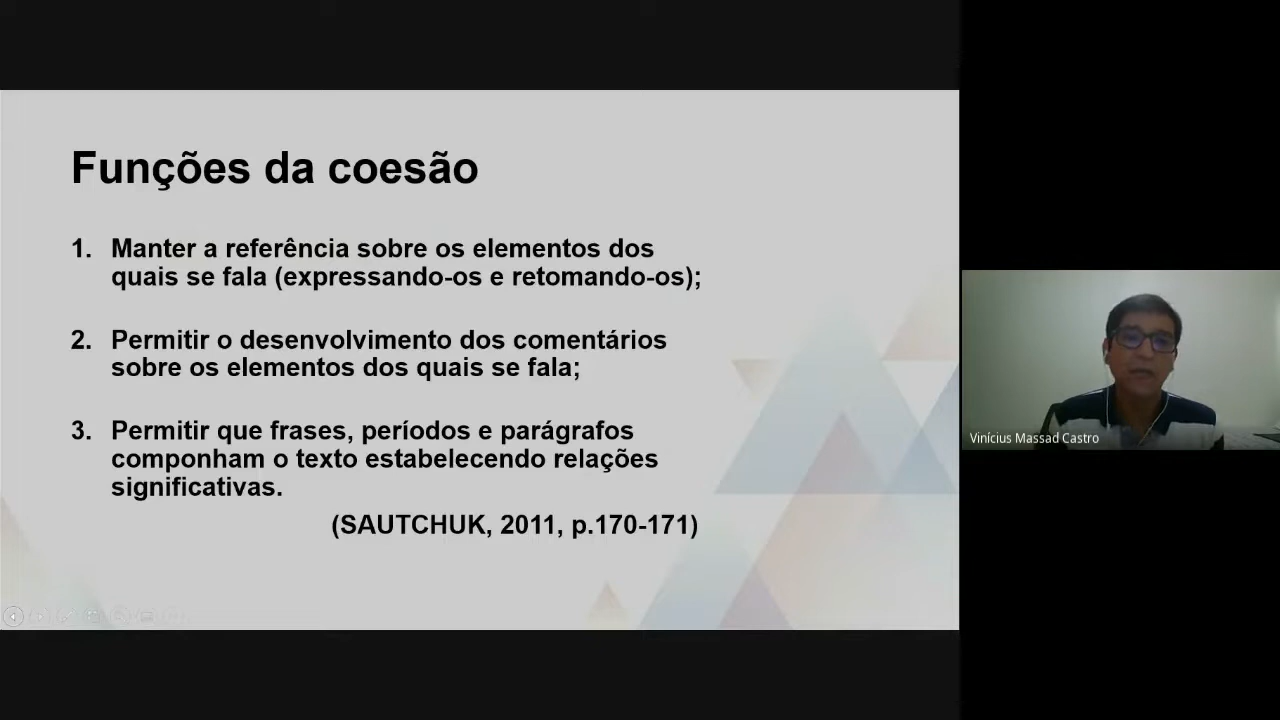 Funções da coesão
1. Manter a referência sobre os elementos dos
quais se fala (expressando-os e retomando-os);
2. Permitir o desenvolvimento dos comentários
sobre os elementos dos quais se fala;
3. Permitir que frases, períodos e parágrafos
componham o texto estabelecendo relações
significativas.
(SAUTCHUK, 2011, p.170-171)
Vinícius Massad Castro